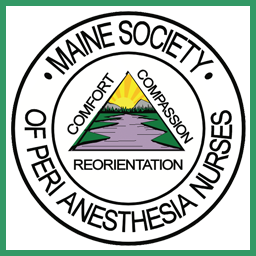 MAINE SOCIETY
OF PERI ANESTHESIA NURSES
COMFORT
COMPASSION
REORIENTATION